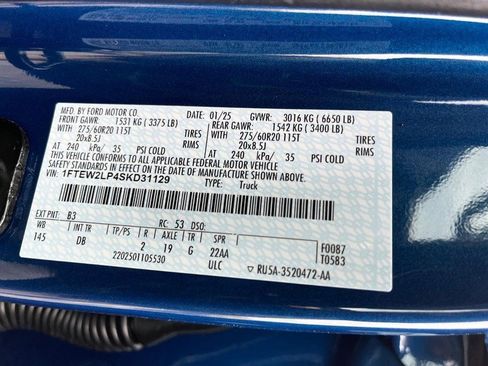 MFD. BY FORD MOTOR CO. DATE: 01/25 GVWR: 3016 KG ( 6650 LB)
FRONT GAWR: 1531 KG ( 3375 LB) REAR GAWR: 1542 KG ( 3400 LB)
WITH 275/60R20 115T WITH 275/60R20 115T
20x8.5J 20x8.5J
AT 240 kPa/ 35 PSI COLD AT 240 kPa/ 35 PSI COLD
THIS VEHICLE CONFORMS TO ALL APPLICABLE FEDERAL MOTOR VEHICLE
SAFETY STANDARDS IN EFFECT ON THE DATE OF MANUFACTURE SHOWN ABOVE.
VIN: 1FTEW2LP4SKD31129 TYPE: Truck
EXT PNT: B3 RC: 53 DSO:
WB INT TR TP/PS R AXLE TR SPR F0087
145 DB 2 19 G 22AA T0583
2202501105530 ULC RU5A-3520472-AA